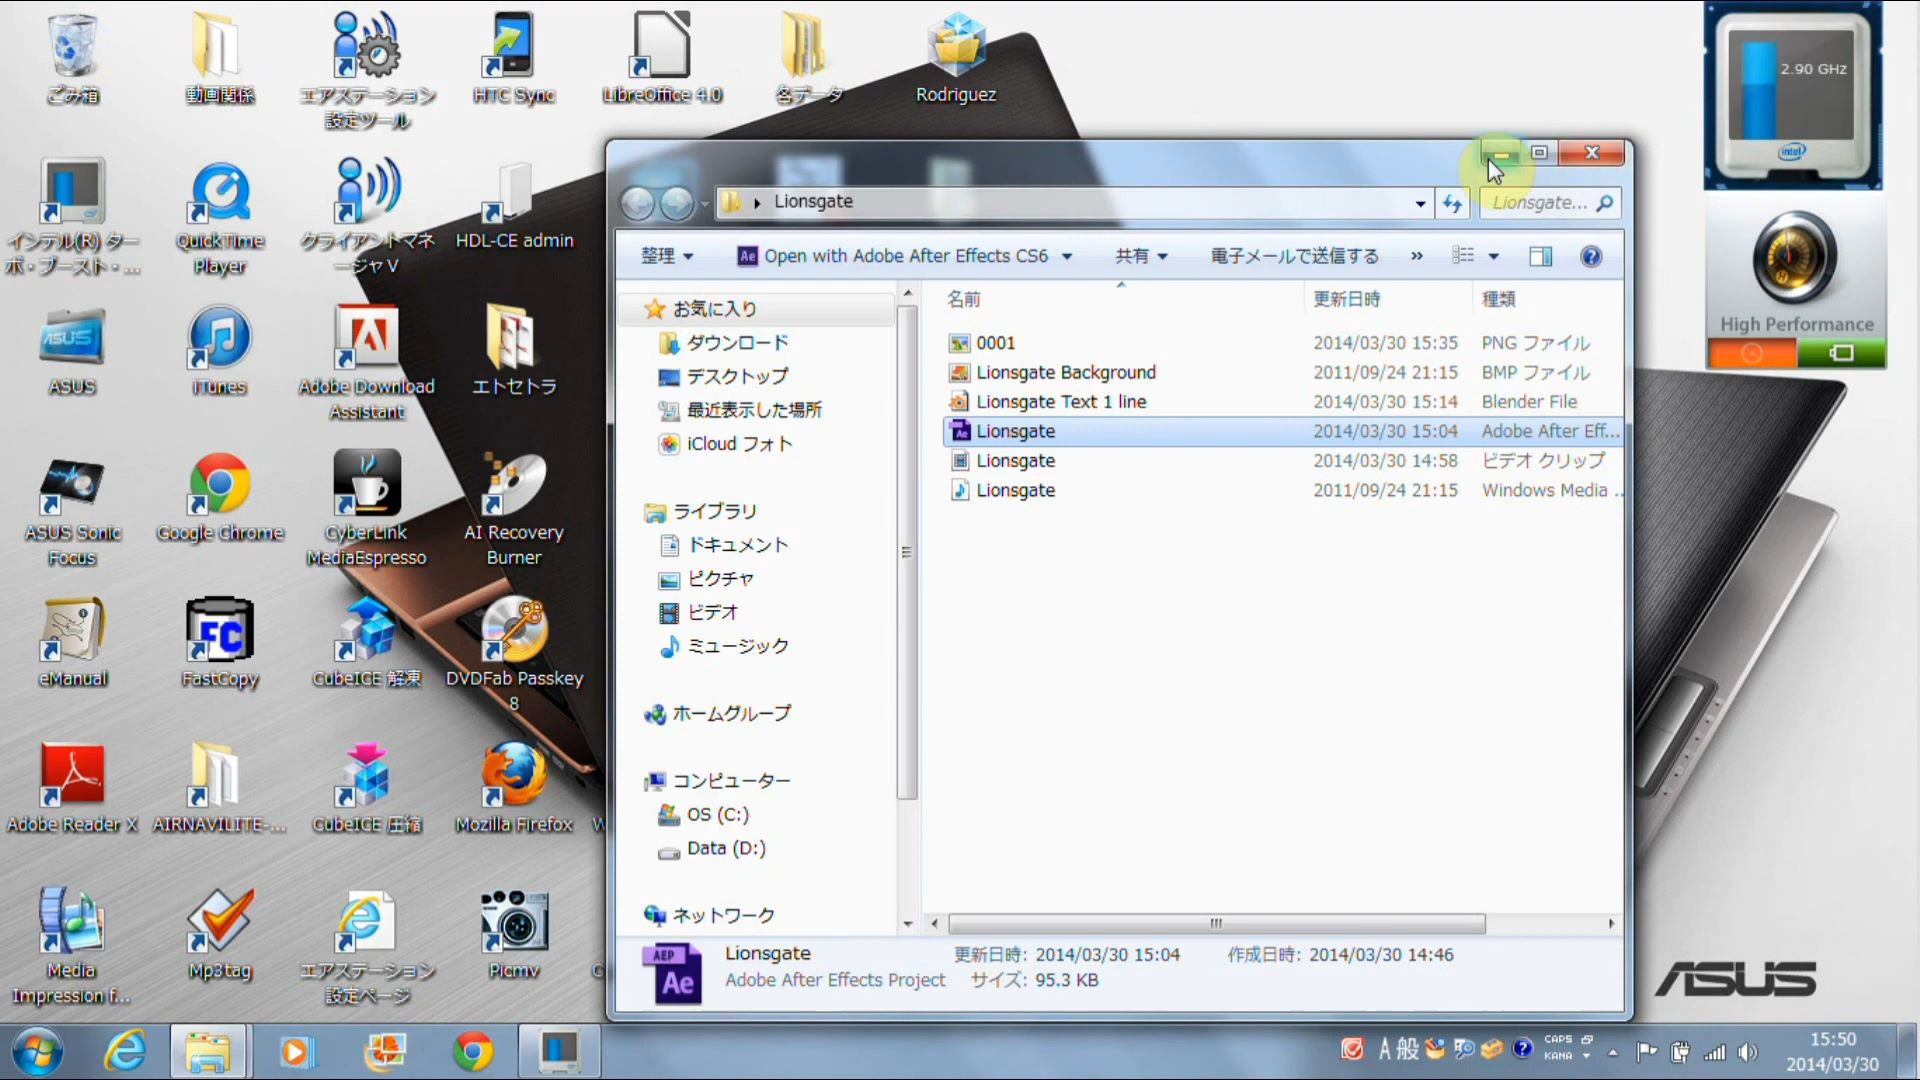 ごみ箱
動画関係
エアステーション
設定ツール
HTC Sync
LibreOffice 4.0
各データ
Rodriguez
2.90 GHz
intel
High Performance
インテル(R) ター
ボ・ブースト・...
QuickTime
Player
クライアントマネ
ージャV
HDL-CE admin
ASUS
ASUS
iTunes
Adobe Download
Assistant
エトセトラ
ASUS Sonic
Focus
Google Chrome
CyberLink
MediaEspresso
AI Recovery
Burner
eManual
FC
FastCopy
CubeICE 解凍
DVDFab Passkey
8
Adobe Reader X
AIRNAVILITE-...
CubeICE 圧縮
Mozilla Firefox
Media
Impression f...
Mp3tag
エアステーション
設定ページ
Picmv
Lionsgate
Lionsgate...
整理
Ae
Open with Adobe After Effects CS6
共有
電子メールで送信する
»
お気に入り
ダウンロード
デスクトップ
最近表示した場所
iCloud フォト
ライブラリ
ドキュメント
ピクチャ
ビデオ
ミュージック
ホームグループ
コンピューター
OS (C:)
Data (D:)
ネットワーク
名前 更新日時 種類
0001 2014/03/30 15:35 PNG ファイル
Lionsgate Background 2011/09/24 21:15 BMP ファイル
Lionsgate Text 1 line 2014/03/30 15:14 Blender File
Lionsgate 2014/03/30 15:04 Adobe After Eff...
Lionsgate 2014/03/30 14:58 ビデオ クリップ
Lionsgate 2011/09/24 21:15 Windows Media ...
AEP
Ae
Lionsgate 更新日時: 2014/03/30 15:04 作成日時: 2014/03/30 14:46
Adobe After Effects Project サイズ: 95.3 KB
ASUS
A 般
CAPS
KANA
15:50
2014/03/30